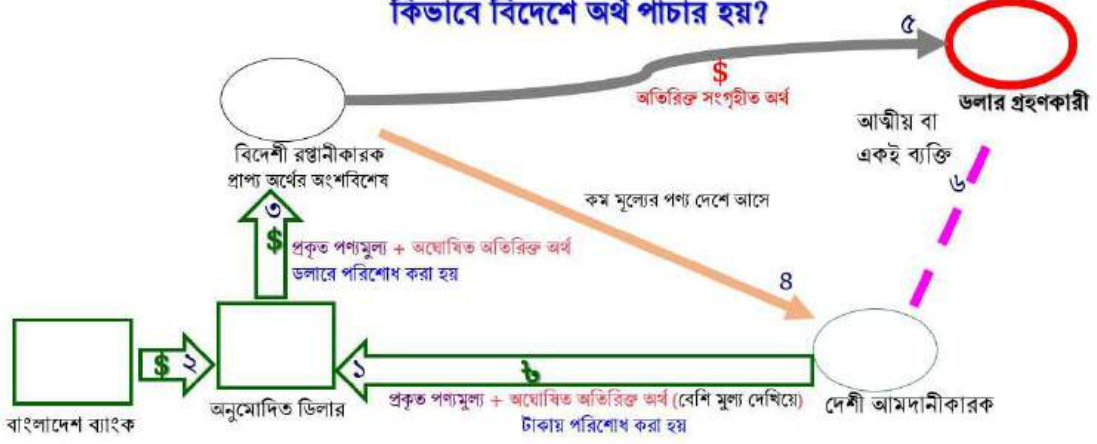 কিভাবে বিদেশে অর্থ পাচার হয়?
৫
$
অতিরিক্ত সংগৃহীত অর্থ
ডলার গ্রহণকারী
আত্মীয় বা
একই ব্যক্তি
৬
বিদেশী রপ্তানীকারক
প্রাপ্য অর্থের অংশবিশেষ
কম মূল্যের পণ্য দেশে আসে
৩
$
প্রকৃত পণ্যমুল্য + অঘোষিত অতিরিক্ত অর্থ
ডলারে পরিশোধ করা হয়
৪
$ ২
১
৳
প্রকৃত পণ্যমুল্য + অঘোষিত অতিরিক্ত অর্থ (বেশি মুল্য দেখিয়ে)
টাকায় পরিশোধ করা হয়
দেশী আমদানীকারক
অনুমোদিত ডিলার
বাংলাদেশ ব্যাংক